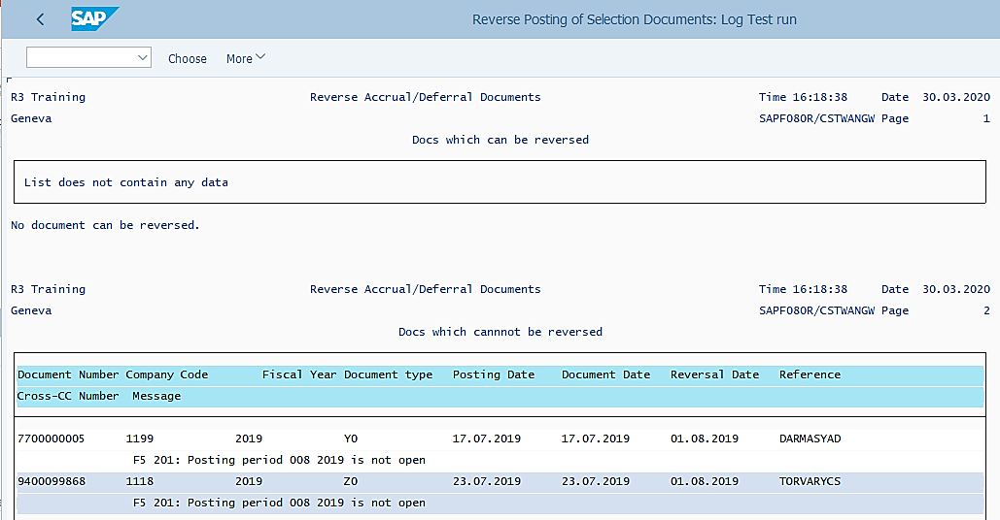 SAP Reverse Posting of Selection Documents: Log Test run
Choose More
R3 Training Reverse Accrual/Deferral Documents Time 16:18:38 Date 30.03.2020
Geneva SAPF080R/CSTWANGW Page 1
Docs which can be reversed
List does not contain any data
No document can be reversed.
R3 Training Reverse Accrual/Deferral Documents Time 16:18:38 Date 30.03.2020
Geneva SAPF080R/CSTWANGW Page 2
Docs which cannnot be reversed
Document Number Company Code Fiscal Year Document type Posting Date Document Date Reversal Date Reference
Cross-CC Number Message
7700000005 1199 2019 YO 17.07.2019 17.07.2019 01.08.2019 DARMASYAD
F5 201: Posting period 008 2019 is not open
9400099868 1118 2019 ZO 23.07.2019 23.07.2019 01.08.2019 TORVARYCS
F5 201: Posting period 008 2019 is not open